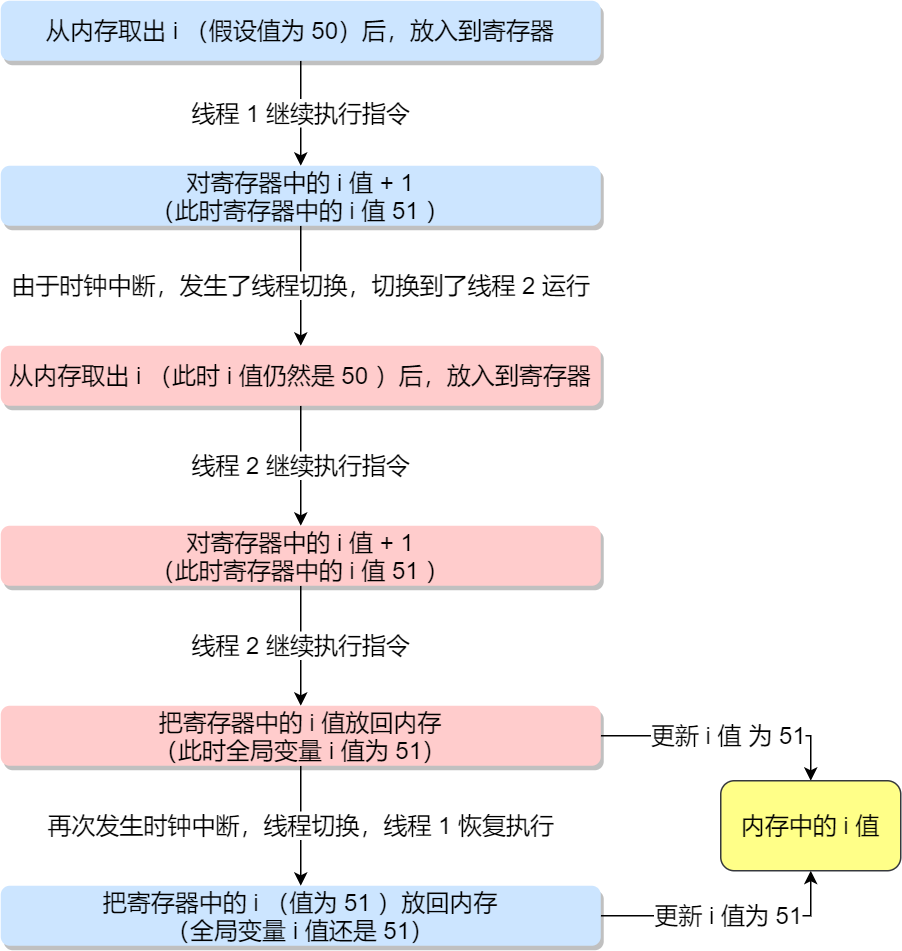 从内存取出 i （假设值为 50）后，放入到寄存器
线程 1 继续执行指令
对寄存器中的 i 值 + 1
（此时寄存器中的 i 值 51 ）
由于时钟中断，发生了线程切换，切换到了线程 2 运行
从内存取出 i （此时 i 值仍然是 50 ）后，放入到寄存器
线程 2 继续执行指令
对寄存器中的 i 值 + 1
（此时寄存器中的 i 值 51 ）
线程 2 继续执行指令
把寄存器中的 i 值放回内存
（此时全局变量 i 值为 51）
更新 i 值 为 51
内存中的 i 值
再次发生时钟中断，线程切换，线程 1 恢复执行
把寄存器中的 i （值为 51 ）放回内存
（全局变量 i 值还是 51）
更新 i 值为 51